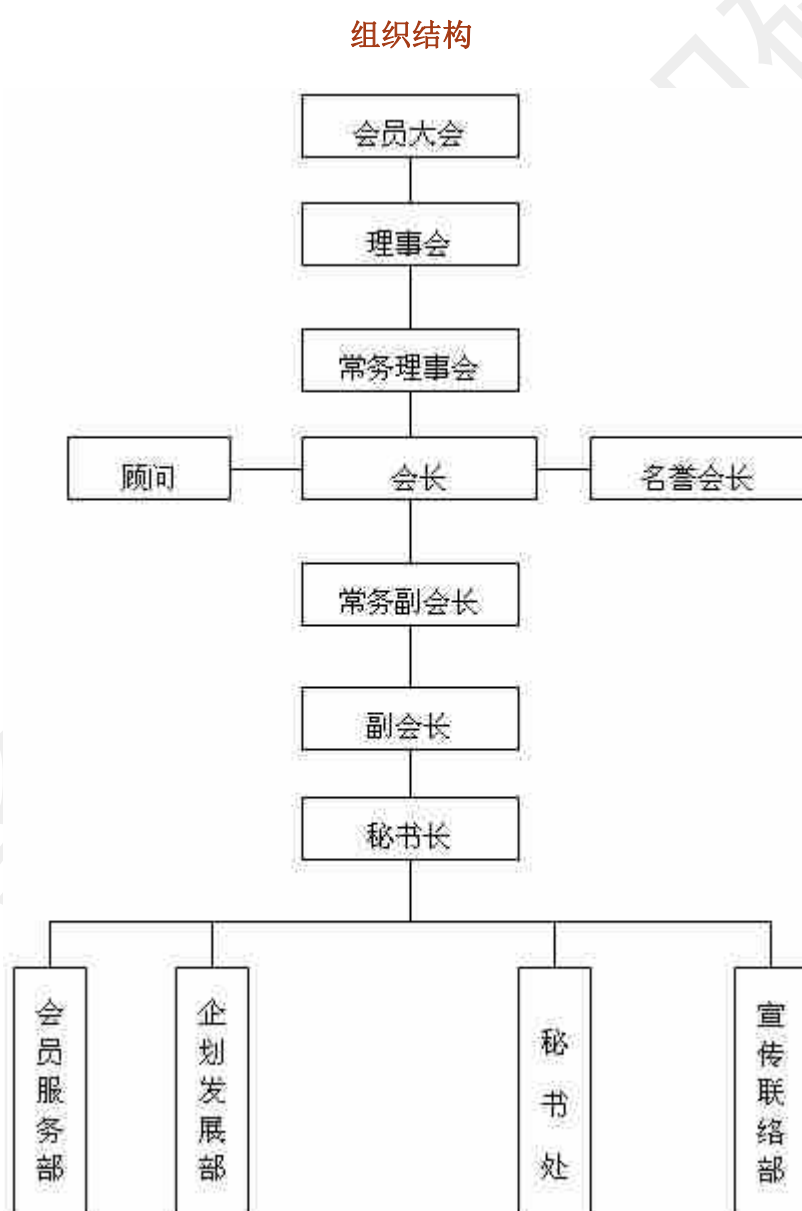 组织结构
会员大会
理事会
常务理事会
顾问
会长
名誉会长
常务副会长
副会长
秘书长
会员服务部
企划发展部
秘书处
宣传联络部